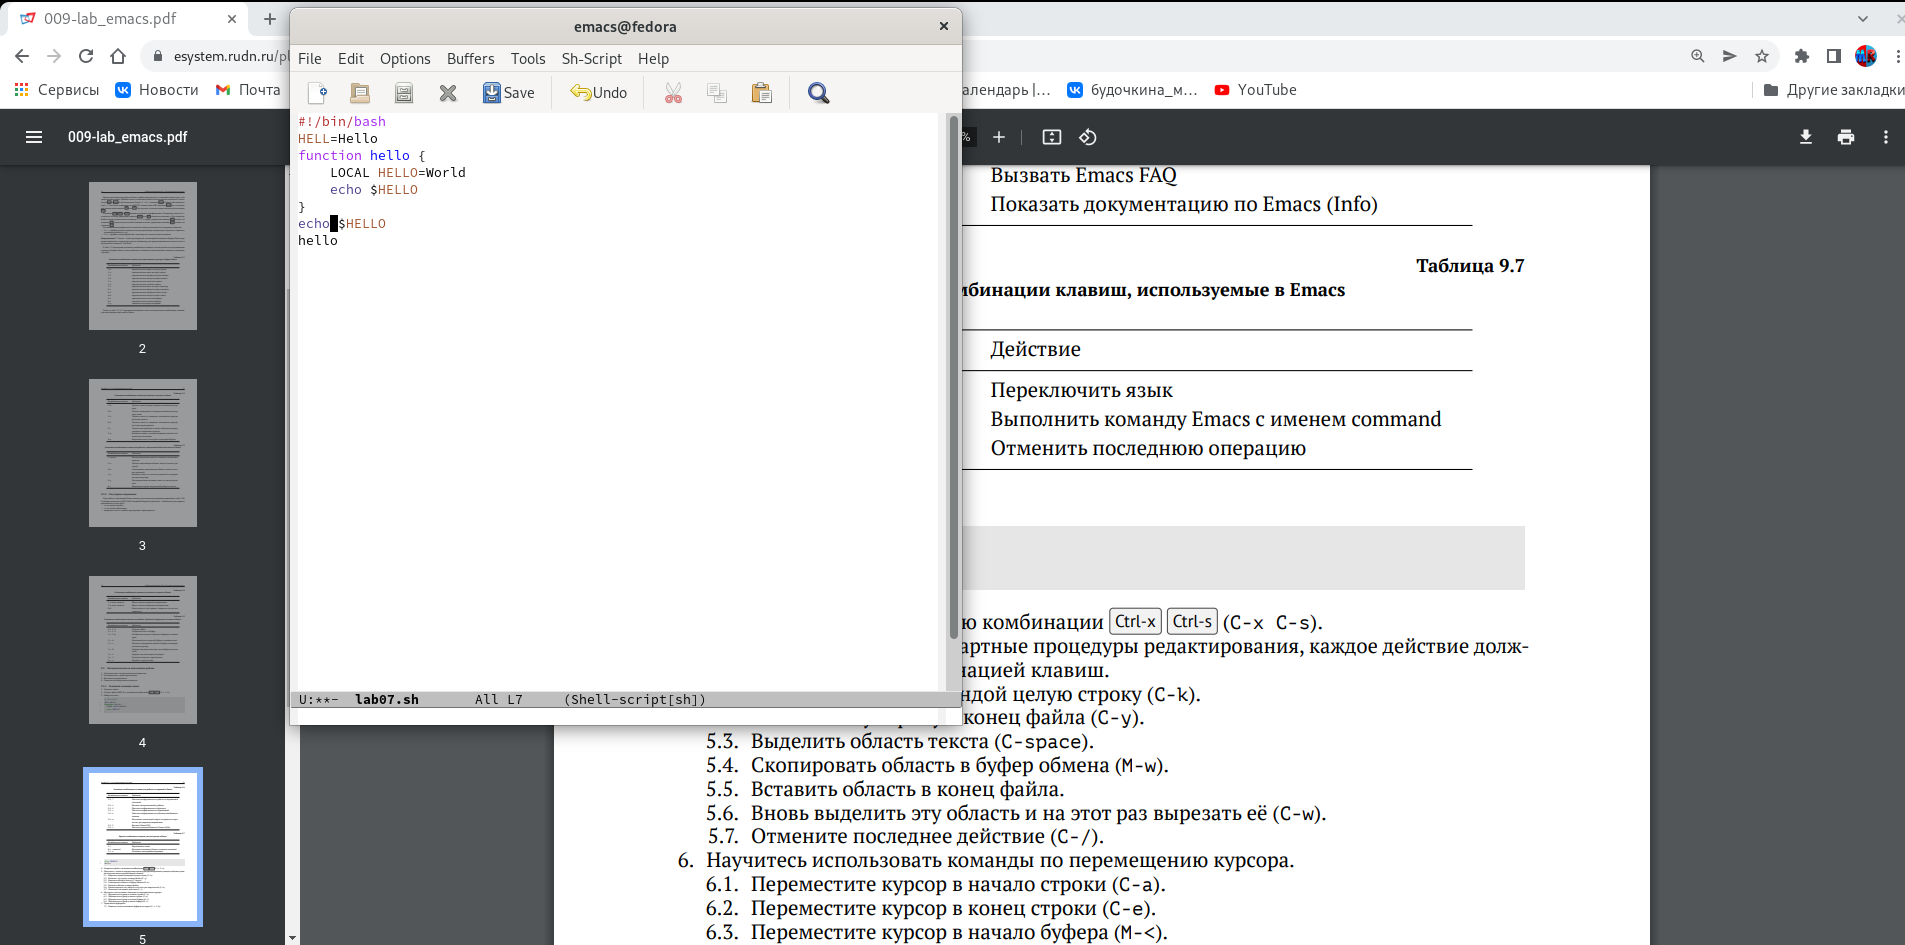 009-lab_emacs.pdf
esystem.rudn.ru/pl
Сервисы
Новости
Почта
алендарь |...
будочкина_м...
YouTube
Другие закладки
009-lab_emacs.pdf
%
emacs@fedora
File Edit Options Buffers Tools Sh-Script Help
Save Undo
#!/bin/bash
HELL=Hello
function hello {
    LOCAL HELLO=World
    echo $HELLO
}
echo $HELLO
hello
U:**-  lab07.sh       All L7     (Shell-script[sh])
2
3
4
5
Вызвать Emacs FAQ
Показать документацию по Emacs (Info)
Таблица 9.7
мбинации клавиш, используемые в Emacs
Действие
Переключить язык
Выполнить команду Emacs с именем command
Отменить последнюю операцию
ю комбинации Ctrl-x Ctrl-s (C-x C-s).
артные процедуры редактирования, каждое действие долж-
нацией клавиш.
ндой целую строку (C-k).
конец файла (C-y).
5.3. Выделить область текста (C-space).
5.4. Скопировать область в буфер обмена (M-w).
5.5. Вставить область в конец файла.
5.6. Вновь выделить эту область и на этот раз вырезать её (C-w).
5.7. Отмените последнее действие (C-/).
6. Научитесь использовать команды по перемещению курсора.
6.1. Переместите курсор в начало строки (C-a).
6.2. Переместите курсор в конец строки (C-e).
6.3. Переместите курсор в начало буфера (M-<).